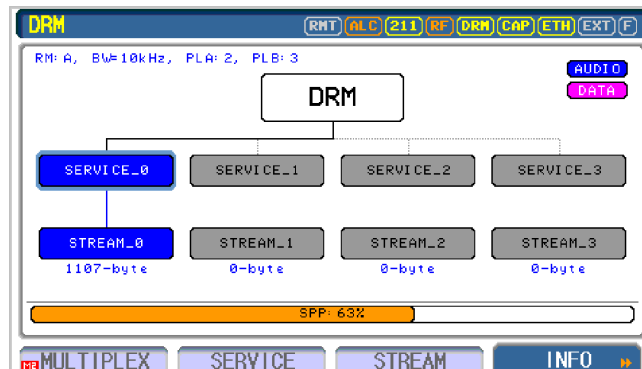 DRM RMT ALC 211 RF DRM CAP ETH EXT F
RM: A, BW=10kHz, PLA: 2, PLB: 3
AUDIO
DATA
DRM
SERVICE_0 SERVICE_1 SERVICE_2 SERVICE_3
STREAM_0 STREAM_1 STREAM_2 STREAM_3
1107-byte 0-byte 0-byte 0-byte
SPP: 63%
M2 MULTIPLEX SERVICE STREAM INFO